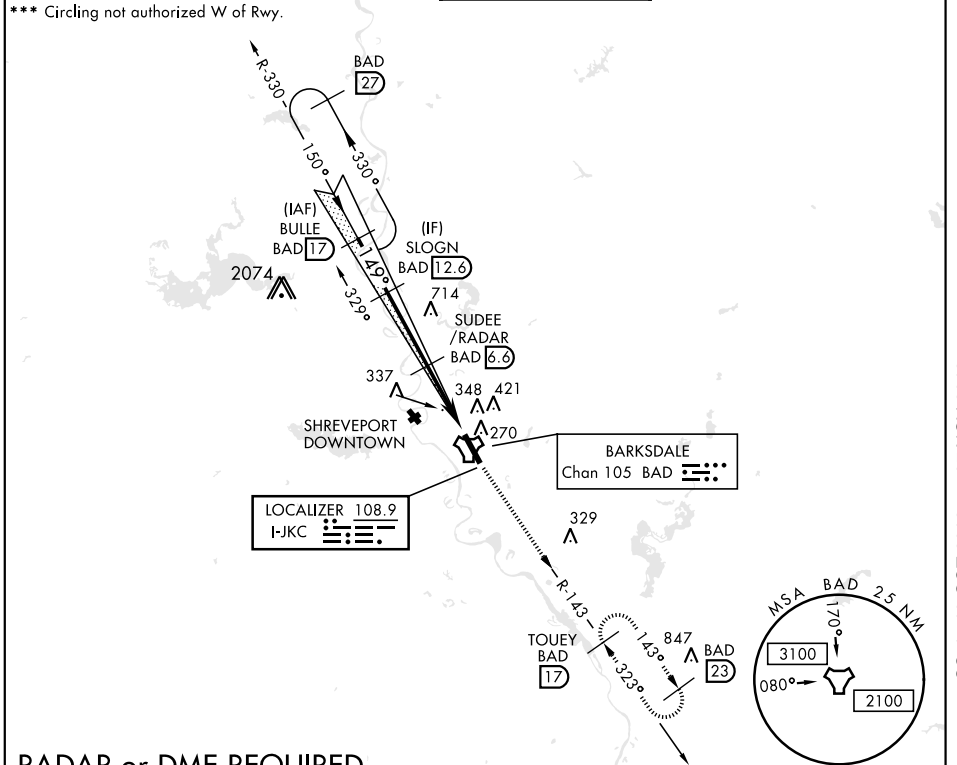 *** Circling not authorized W of Rwy.
R-330
BAD
27
150°
330°
(IAF)
BULLE
BAD 17
149°
(IF)
SLOGN
BAD 12.6
2074
329°
714
SUDEE
/RADAR
BAD 6.6
337
348
421
SHREVEPORT
DOWNTOWN
270
BARKSDALE
Chan 105 BAD
LOCALIZER 108.9
I-JKC
329
R-143
TOUEY
BAD
17
143°
323°
847
BAD
23
MSA BAD 25 NM
170°
3100
080°
2100
RADAR or DME REQUIRED